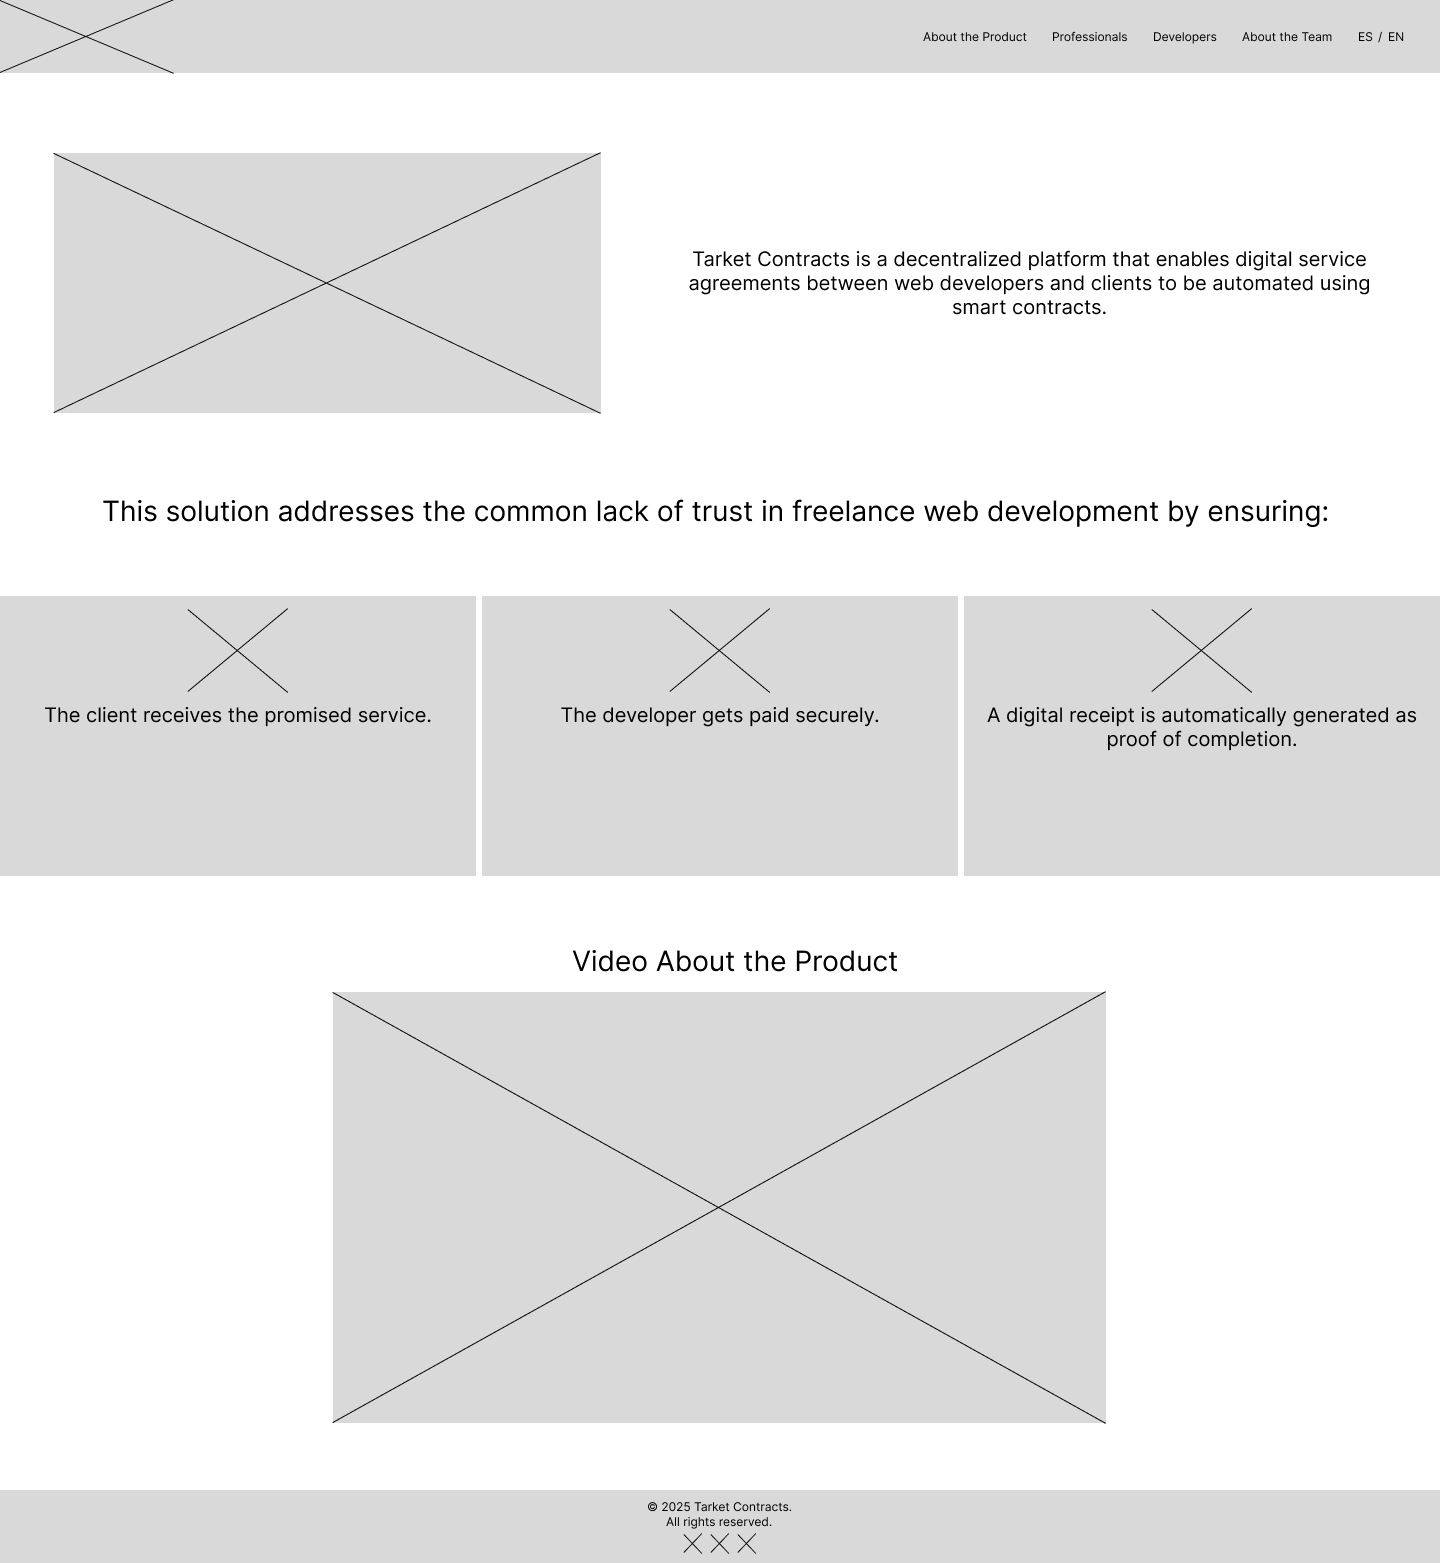 About the Product Professionals Developers About the Team ES / EN
Tarket Contracts is a decentralized platform that enables digital service
agreements between web developers and clients to be automated using
smart contracts.
This solution addresses the common lack of trust in freelance web development by ensuring:
The client receives the promised service.
The developer gets paid securely.
A digital receipt is automatically generated as
proof of completion.
Video About the Product
© 2025 Tarket Contracts.
All rights reserved.